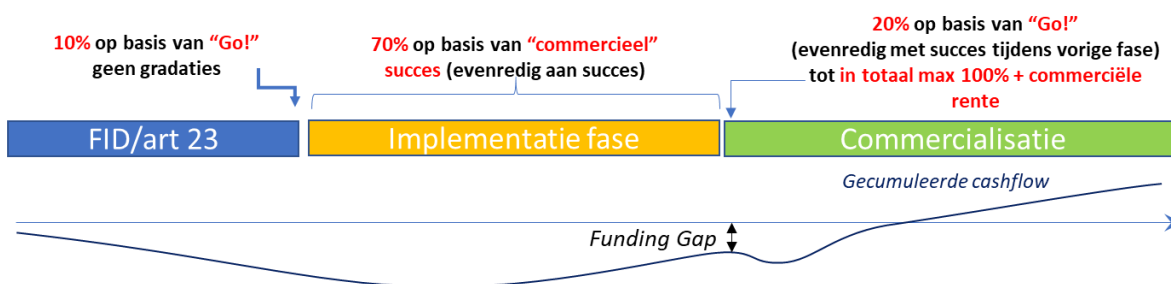 10% op basis van “Go!”
geen gradaties
70% op basis van “commercieel”
succes (evenredig aan succes)
20% op basis van “Go!”
(evenredig met succes tijdens vorige fase)
tot in totaal max 100% + commerciële
rente
FID/art 23
Implementatie fase
Commercialisatie
Gecumuleerde cashflow
Funding Gap